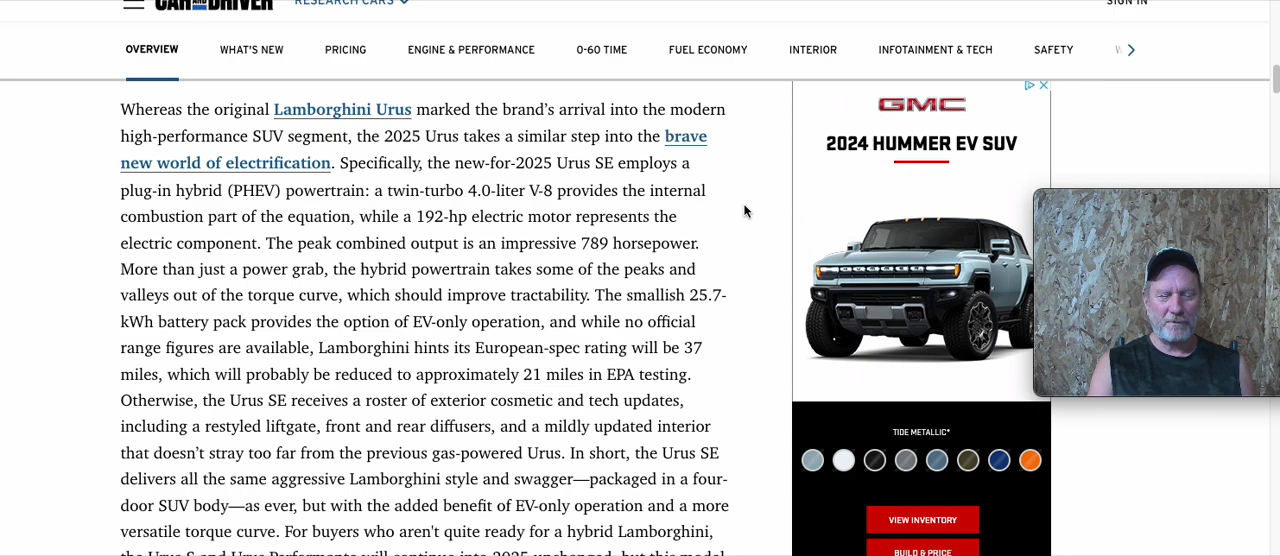 CAR AND DRIVER
RESEARCH CARS
SIGN IN
OVERVIEW
WHAT'S NEW
PRICING
ENGINE & PERFORMANCE
0-60 TIME
FUEL ECONOMY
INTERIOR
INFOTAINMENT & TECH
SAFETY
Whereas the original Lamborghini Urus marked the brand’s arrival into the modern
high-performance SUV segment, the 2025 Urus takes a similar step into the brave
new world of electrification. Specifically, the new-for-2025 Urus SE employs a
plug-in hybrid (PHEV) powertrain: a twin-turbo 4.0-liter V-8 provides the internal
combustion part of the equation, while a 192-hp electric motor represents the
electric component. The peak combined output is an impressive 789 horsepower.
More than just a power grab, the hybrid powertrain takes some of the peaks and
valleys out of the torque curve, which should improve tractability. The smallish 25.7-
kWh battery pack provides the option of EV-only operation, and while no official
range figures are available, Lamborghini hints its European-spec rating will be 37
miles, which will probably be reduced to approximately 21 miles in EPA testing.
Otherwise, the Urus SE receives a roster of exterior cosmetic and tech updates,
including a restyled liftgate, front and rear diffusers, and a mildly updated interior
that doesn’t stray too far from the previous gas-powered Urus. In short, the Urus SE
delivers all the same aggressive Lamborghini style and swagger—packaged in a four-
door SUV body—as ever, but with the added benefit of EV-only operation and a more
versatile torque curve. For buyers who aren't quite ready for a hybrid Lamborghini,
the Urus S and Urus Performante will continue into 2025 unchanged, but this model
GMC
2024 HUMMER EV SUV
TIDE METALLIC*
VIEW INVENTORY
BUILD & PRICE